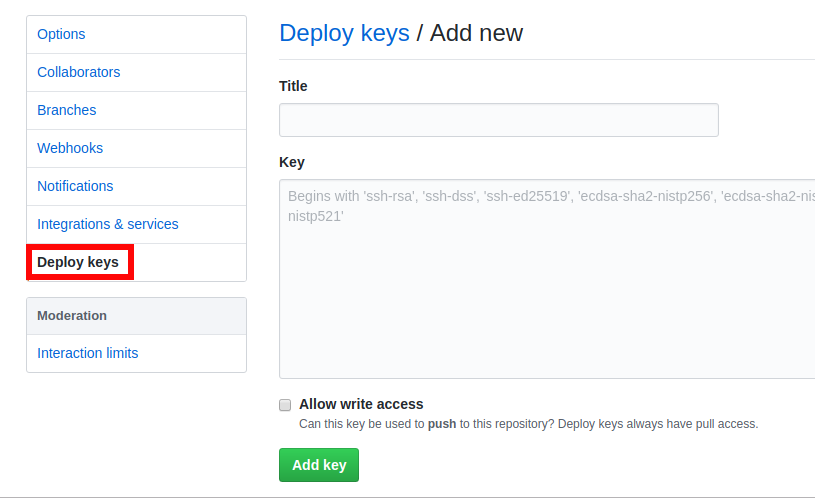 Options
Collaborators
Branches
Webhooks
Notifications
Integrations & services
Deploy keys
Moderation
Interaction limits
Deploy keys / Add new
Title
Key
Begins with 'ssh-rsa', 'ssh-dss', 'ssh-ed25519', 'ecdsa-sha2-nistp256', 'ecdsa-sha2-nis
nistp521'
Allow write access
Can this key be used to push to this repository? Deploy keys always have pull access.
Add key